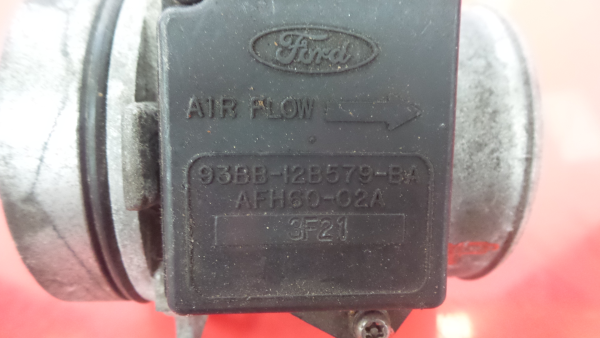 Ford
AIR FLOW
93BB-12B579-BA
AFH60-02A
3F21